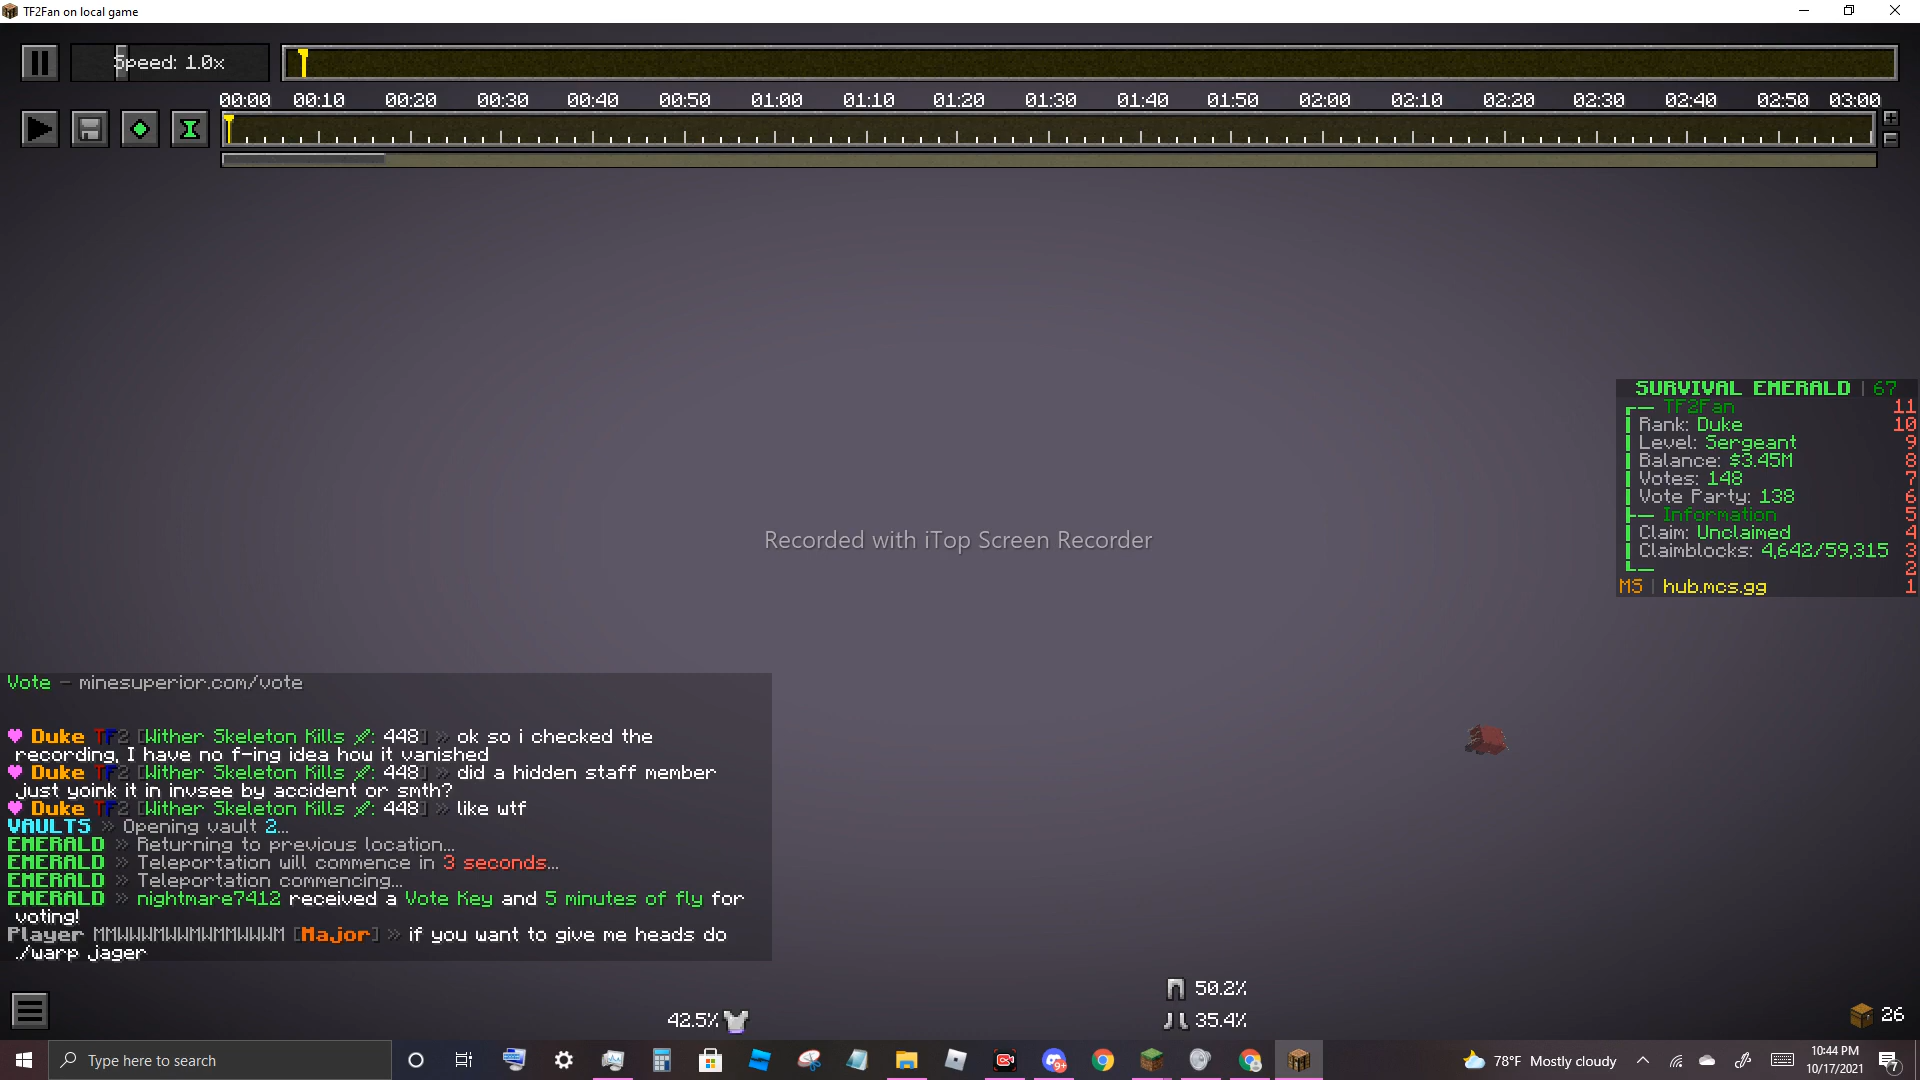 TF2Fan on local game
Speed: 1.0x
00:00 00:10 00:20 00:30 00:40 00:50 01:00 01:10 01:20 01:30 01:40 01:50 02:00 02:10 02:20 02:30 02:40 02:50 03:00
SURVIVAL EMERALD | 67
TF2Fan 11
Rank: Duke 10
Level: Sergeant 9
Balance: $3.45M 8
Votes: 148 7
Vote Party: 138 6
Information 5
Claim: Unclaimed 4
Claimblocks: 4,642/59,315 3
2
MS | hub.mcs.gg 1
Recorded with iTop Screen Recorder
Vote - minesuperior.com/vote
♥ Duke TF2 [Wither Skeleton Kills 🗡: 448] » ok so i checked the
recording, I have no f-ing idea how it vanished
♥ Duke TF2 [Wither Skeleton Kills 🗡: 448] » did a hidden staff member
just yoink it in invsee by accident or smth?
♥ Duke TF2 [Wither Skeleton Kills 🗡: 448] » like wtf
VAULTS » Opening vault 2...
EMERALD » Returning to previous location...
EMERALD » Teleportation will commence in 3 seconds...
EMERALD » Teleportation commencing...
EMERALD » nightmare7412 received a Vote Key and 5 minutes of fly for
voting!
Player MMWWWMWWMWMMWWWM [Major] » if you want to give me heads do
./warp jager
50.2%
42.5%
35.4%
26
Type here to search
9+
78°F Mostly cloudy
10:44 PM
10/17/2021
7